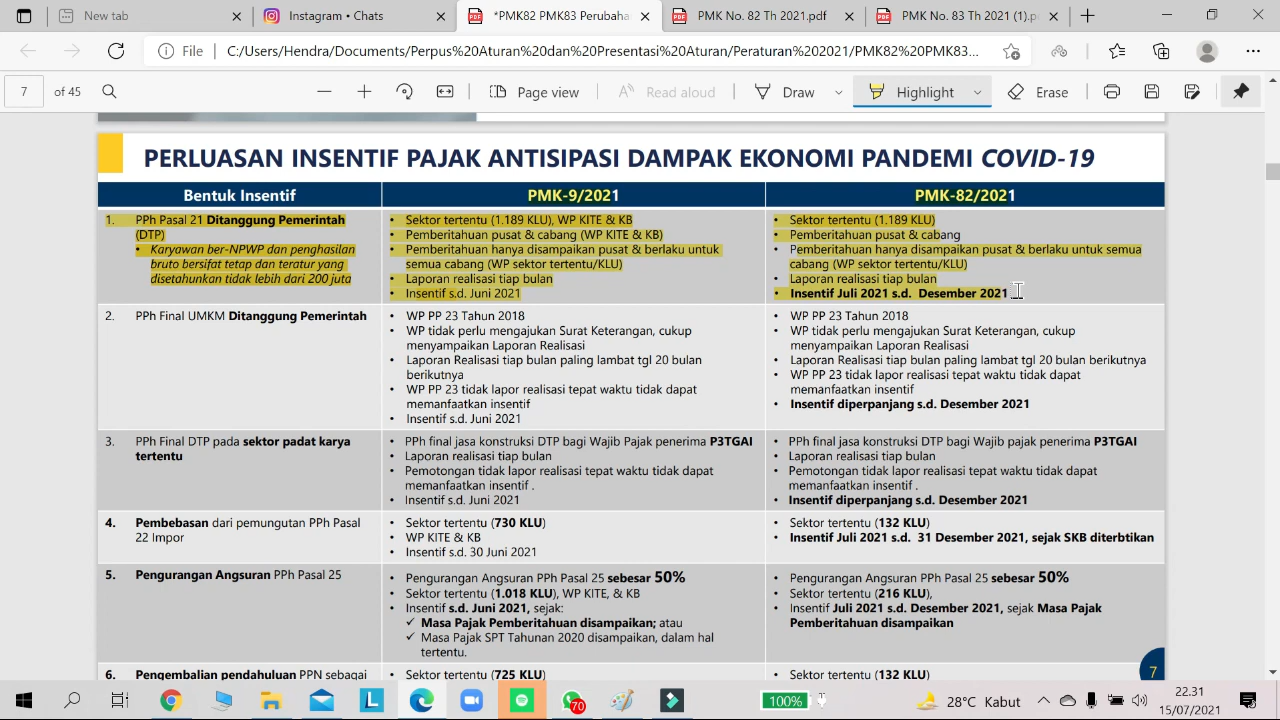 New tab
Instagram • Chats
*PMK82 PMK83 Perubaha
PMK No. 82 Th 2021.pdf
PMK No. 83 Th 2021 (1).p
File
C:/Users/Hendra/Documents/Perpus%20Aturan%20dan%20Presentasi%20Aturan/Peraturan%202021/PMK82%20PMK83...
7
of 45
Page view
Read aloud
Draw
Highlight
Erase
PERLUASAN INSENTIF PAJAK ANTISIPASI DAMPAK EKONOMI PANDEMI COVID-19
Bentuk Insentif
PMK-9/2021
PMK-82/2021
1. PPh Pasal 21 Ditanggung Pemerintah
(DTP)
• Karyawan ber-NPWP dan penghasilan
bruto bersifat tetap dan teratur yang
disetahunkan tidak lebih dari 200 juta
• Sektor tertentu (1.189 KLU), WP KITE & KB
• Pemberitahuan pusat & cabang (WP KITE & KB)
• Pemberitahuan hanya disampaikan pusat & berlaku untuk
semua cabang (WP sektor tertentu/KLU)
• Laporan realisasi tiap bulan
• Insentif s.d. Juni 2021
• Sektor tertentu (1.189 KLU)
• Pemberitahuan pusat & cabang
• Pemberitahuan hanya disampaikan pusat & berlaku untuk semua
cabang (WP sektor tertentu/KLU)
• Laporan realisasi tiap bulan
• Insentif Juli 2021 s.d. Desember 2021
2. PPh Final UMKM Ditanggung Pemerintah
• WP PP 23 Tahun 2018
• WP tidak perlu mengajukan Surat Keterangan, cukup
menyampaikan Laporan Realisasi
• Laporan Realisasi tiap bulan paling lambat tgl 20 bulan
berikutnya
• WP PP 23 tidak lapor realisasi tepat waktu tidak dapat
memanfaatkan insentif
• Insentif s.d. Juni 2021
• WP PP 23 Tahun 2018
• WP tidak perlu mengajukan Surat Keterangan, cukup
menyampaikan Laporan Realisasi
• Laporan Realisasi tiap bulan paling lambat tgl 20 bulan berikutnya
• WP PP 23 tidak lapor realisasi tepat waktu tidak dapat
memanfaatkan insentif
• Insentif diperpanjang s.d. Desember 2021
3. PPh Final DTP pada sektor padat karya
tertentu
• PPh final jasa konstruksi DTP bagi Wajib Pajak penerima P3TGAI
• Laporan realisasi tiap bulan
• Pemotongan tidak lapor realisasi tepat waktu tidak dapat
memanfaatkan insentif .
• Insentif s.d. Juni 2021
• PPh final jasa konstruksi DTP bagi Wajib pajak penerima P3TGAI
• Laporan realisasi tiap bulan
• Pemotongan tidak lapor realisasi tepat waktu tidak dapat
memanfaatkan insentif .
• Insentif diperpanjang s.d. Desember 2021
4. Pembebasan dari pemungutan PPh Pasal
22 Impor
• Sektor tertentu (730 KLU)
• WP KITE & KB
• Insentif s.d. 30 Juni 2021
• Sektor tertentu (132 KLU)
• Insentif Juli 2021 s.d. 31 Desember 2021, sejak SKB diterbtikan
5. Pengurangan Angsuran PPh Pasal 25
• Pengurangan Angsuran PPh Pasal 25 sebesar 50%
• Sektor tertentu (1.018 KLU), WP KITE, & KB
• Insentif s.d. Juni 2021, sejak:
✓ Masa Pajak Pemberitahuan disampaikan; atau
✓ Masa Pajak SPT Tahunan 2020 disampaikan, dalam hal
tertentu.
• Pengurangan Angsuran PPh Pasal 25 sebesar 50%
• Sektor tertentu (216 KLU),
• Insentif Juli 2021 s.d. Desember 2021, sejak Masa Pajak
Pemberitahuan disampaikan
6. Pengembalian pendahuluan PPN sebagai
• Sektor tertentu (725 KLU)
• Sektor tertentu (132 KLU)
7
70
100%
28°C Kabut
22.31
15/07/2021